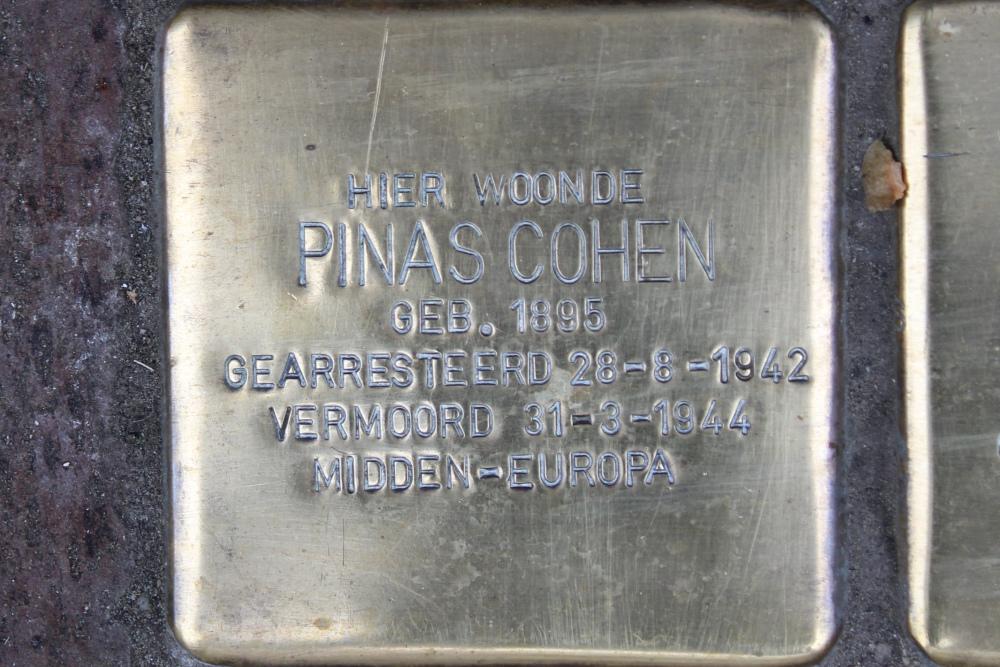 HIER WOONDE
PINAS COHEN
GEB. 1895
GEARRESTEERD 28-8-1942
VERMOORD 31-3-1944
MIDDEN-EUROPA